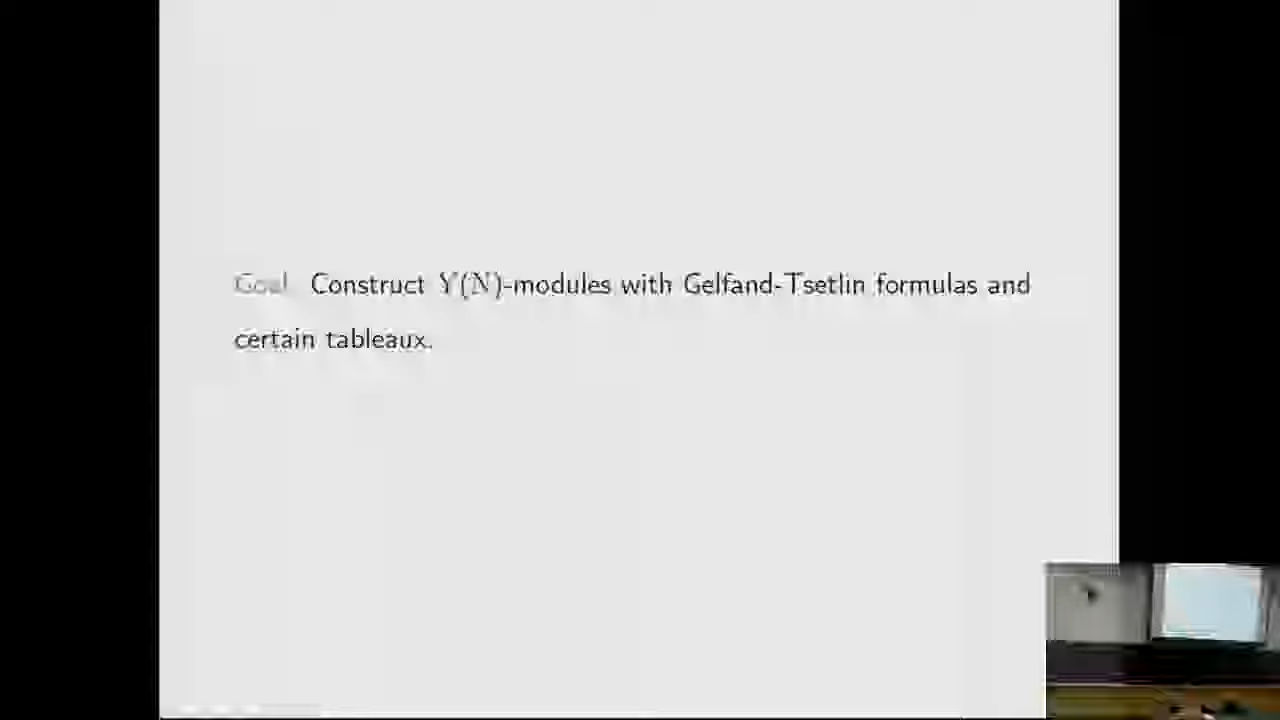 Goal. Construct Y(N)-modules with Gelfand-Tsetlin formulas and
certain tableaux.